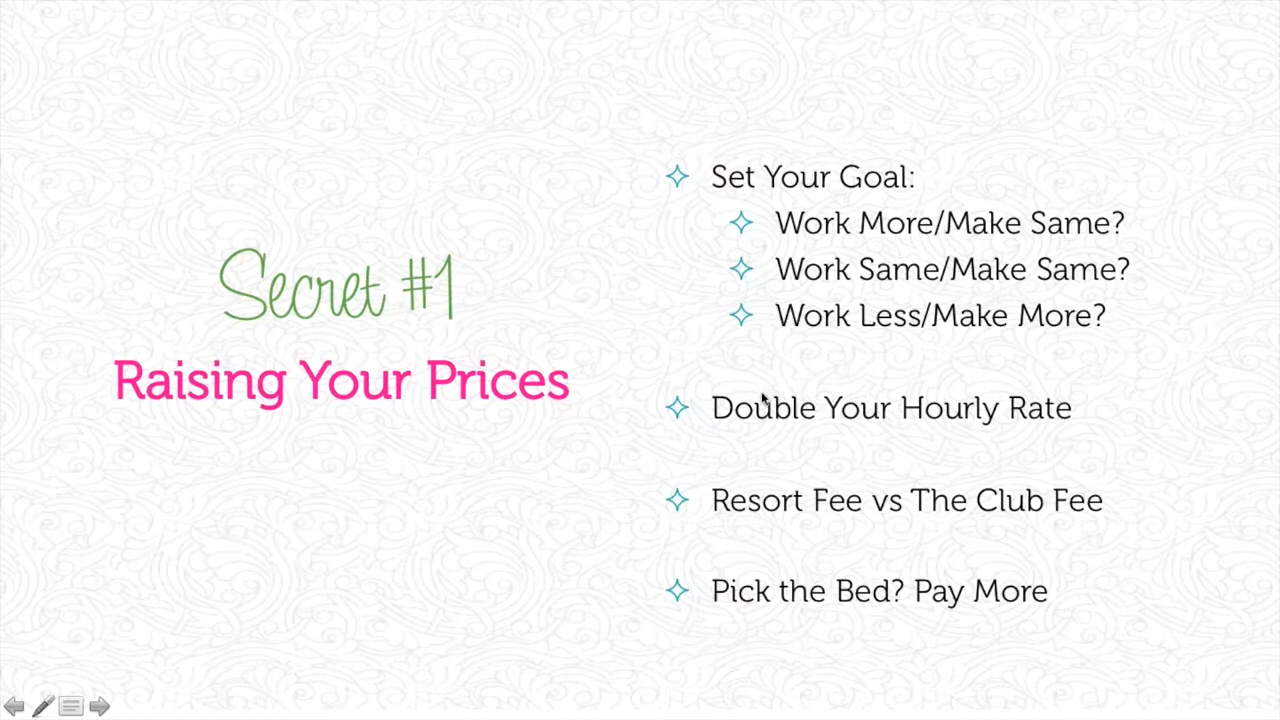 Secret #1
Raising Your Prices
Set Your Goal:
Work More/Make Same?
Work Same/Make Same?
Work Less/Make More?
Double Your Hourly Rate
Resort Fee vs The Club Fee
Pick the Bed? Pay More